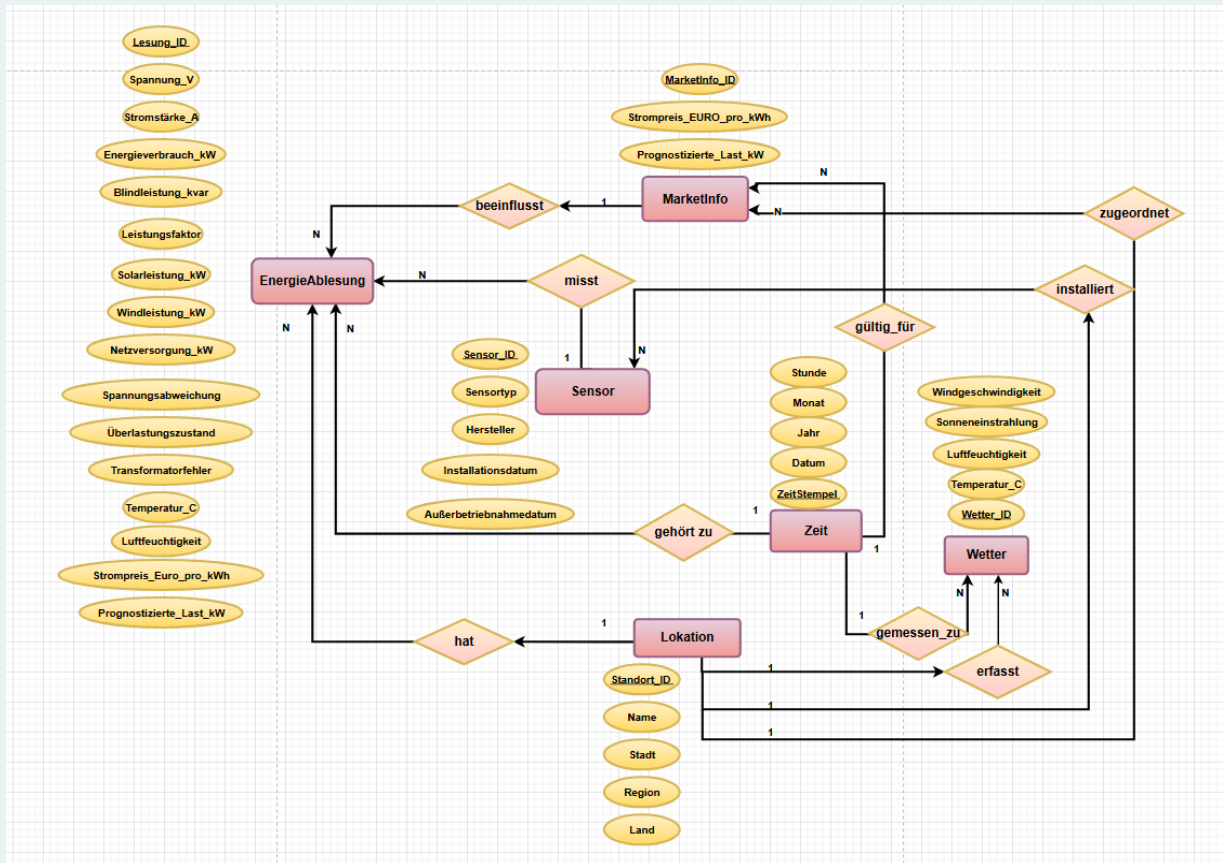 Lesung_ID
Spannung_V
Stromstärke_A
Energieverbrauch_kW
Blindleistung_kvar
Leistungsfaktor
Solarleistung_kW
Windleistung_kW
Netzversorgung_kW
Spannungsabweichung
Überlastungszustand
Transformatorfehler
Temperatur_C
Luftfeuchtigkeit
Strompreis_Euro_pro_kWh
Prognostizierte_Last_kW
MarketInfo_ID
Strompreis_EURO_pro_kWh
Prognostizierte_Last_kW
MarketInfo
beeinflusst
1
N
N
N
zugeordnet
EnergieAblesung
N
misst
installiert
N
N
gültig_für
Sensor_ID
1
N
Sensor
Sensortyp
Hersteller
Installationsdatum
Außerbetriebnahmedatum
Stunde
Monat
Jahr
Datum
ZeitStempel
Windgeschwindigkeit
Sonneneinstrahlung
Luftfeuchtigkeit
Temperatur_C
Wetter_ID
gehört zu
1
Zeit
1
Wetter
N
N
1
gemessen_zu
hat
1
Lokation
1
erfasst
1
1
Standort_ID
Name
Stadt
Region
Land